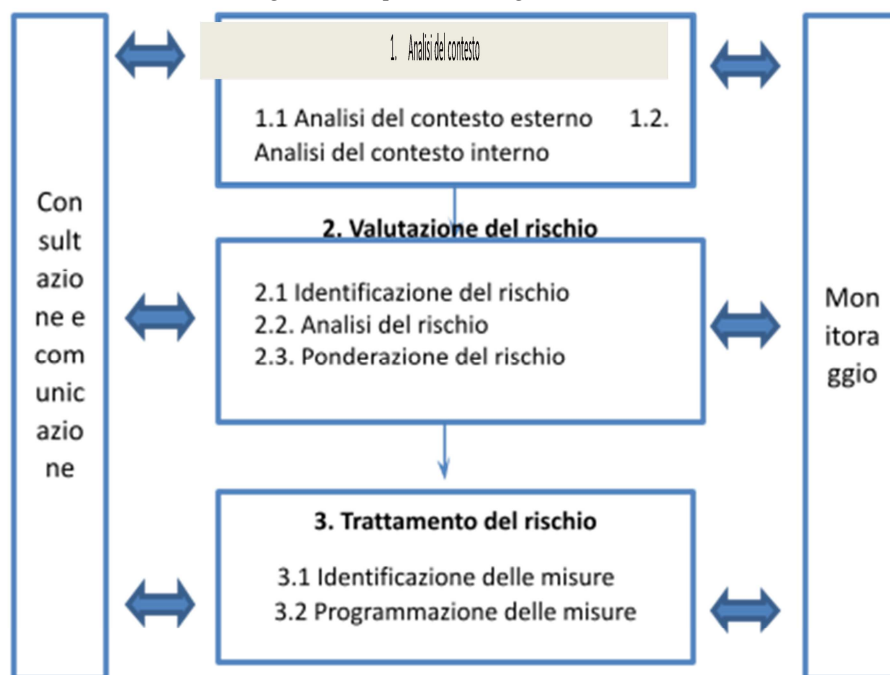 1. Analisi del contesto
1.1 Analisi del contesto esterno 1.2.
Analisi del contesto interno
Con
sult
azio
ne e
com
unic
azio
ne
2. Valutazione del rischio
2.1 Identificazione del rischio
2.2. Analisi del rischio
2.3. Ponderazione del rischio
Mon
itora
ggio
3. Trattamento del rischio
3.1 Identificazione delle misure
3.2 Programmazione delle misure